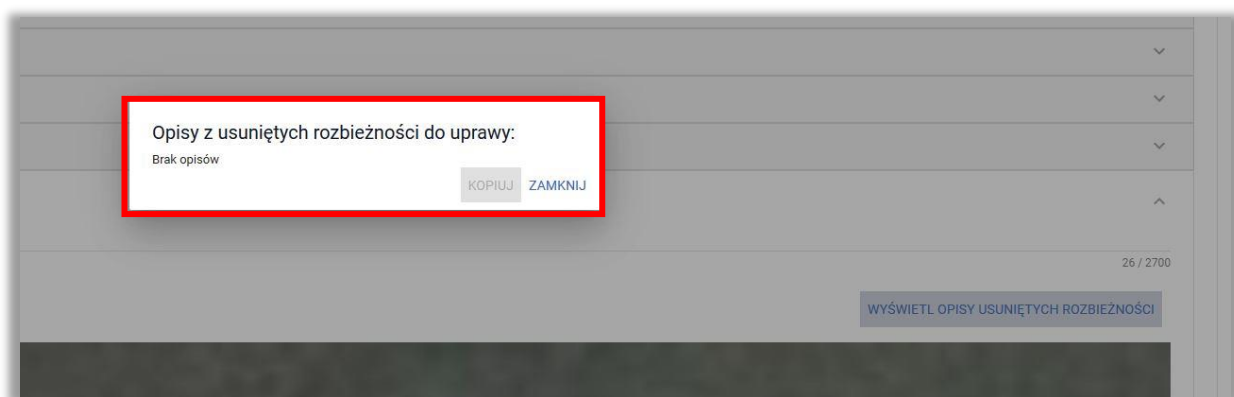 Opisy z usuniętych rozbieżności do uprawy:
Brak opisów
KOPIUJ ZAMKNIJ
26 / 2700
WYŚWIETL OPISY USUNIĘTYCH ROZBIEŻNOŚCI